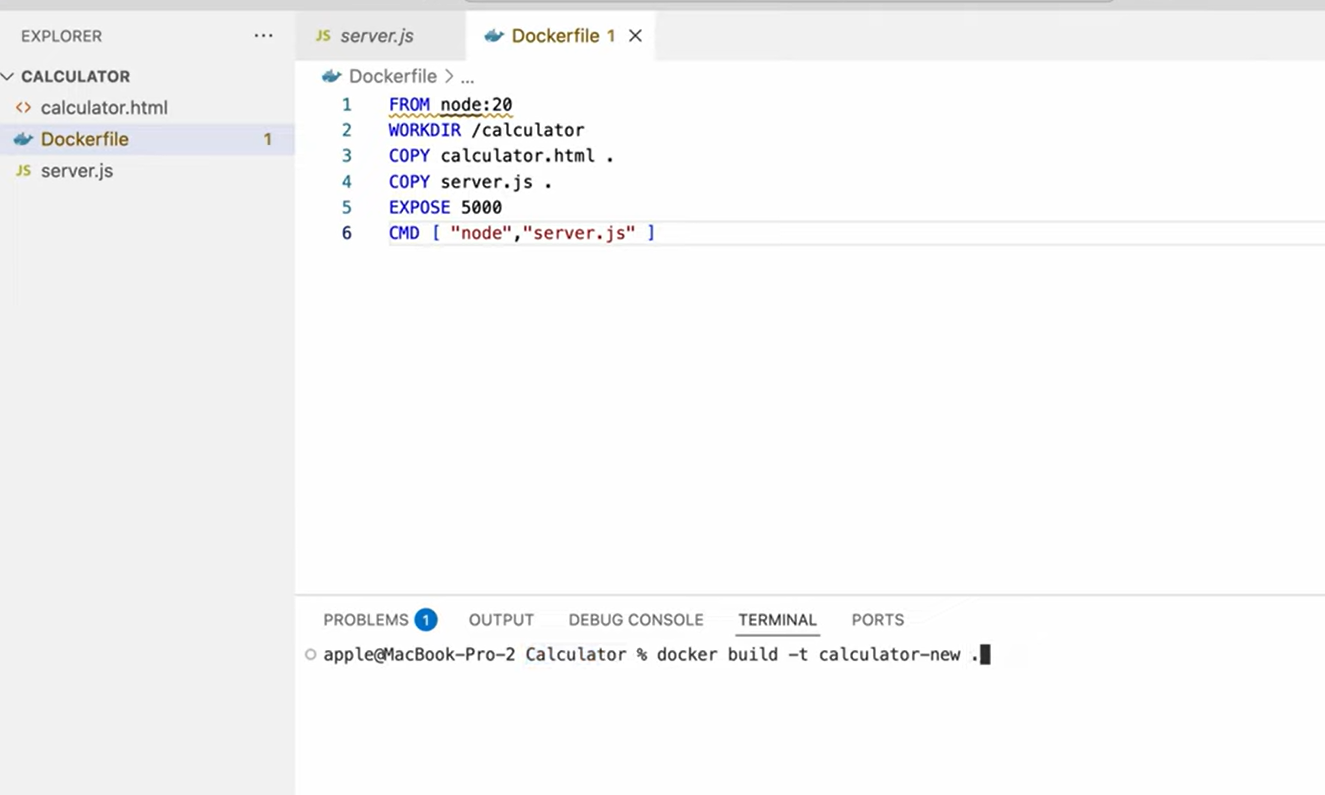 EXPLORER ...
CALCULATOR
<> calculator.html
Dockerfile 1
JS server.js
JS server.js Dockerfile 1 ×
Dockerfile > ...
1 FROM node:20
2 WORKDIR /calculator
3 COPY calculator.html .
4 COPY server.js .
5 EXPOSE 5000
6 CMD [ "node","server.js" ]
PROBLEMS 1 OUTPUT DEBUG CONSOLE TERMINAL PORTS
apple@MacBook-Pro-2 Calculator % docker build -t calculator-new .